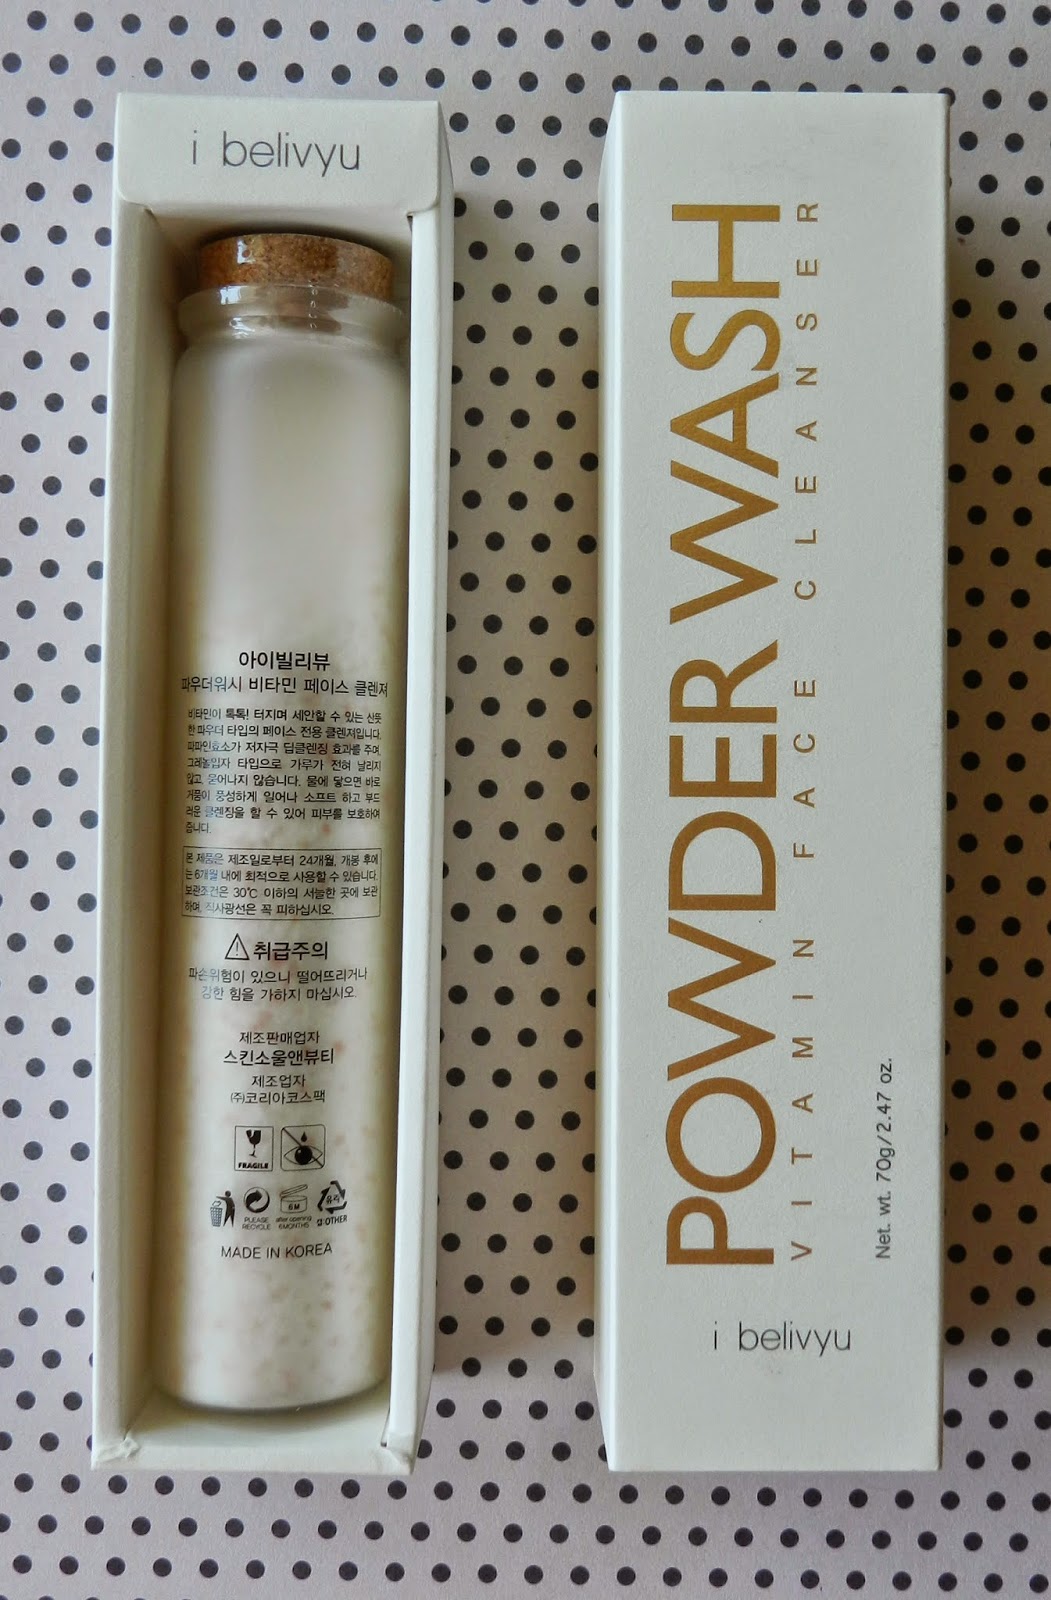 i belivyu
아이빌리뷰
파우더워시 비타민 페이스 클렌져
비타민이 톡톡! 터지며 세안할 수 있는 산뜻
한 파우더 타입의 페이스 전용 클렌져입니다.
파파인효소가 저자극 딥클렌징 효과를 주며,
그레뉼입자 타입으로 가루가 전혀 날리지
않고, 묻어나지 않습니다. 물에 닿으면 바로
거품이 풍성하게 일어나 소프트 하고 부드
러운 클렌징을 할 수 있어 피부를 보호하여
줍니다.
본 제품은 제조일로부터 24개월, 개봉 후에
는 6개월 내에 최적으로 사용할 수 있습니다.
보관조건은 30℃ 이하의 서늘한 곳에 보관
하며, 직사광선은 꼭 피하십시오.
취급주의
파손위험이 있으니 떨어뜨리거나
강한 힘을 가하지 마십시오.
제조판매업자
스킨소울앤뷰티
제조업자
㈜코리아코스팩
FRAGILE
PLEASE
RECYCLE
6M
after opening
6MONTHS
유리
OTHER
MADE IN KOREA
POWDER WASH
VITAMIN FACE CLEANSER
Net. wt. 70g/2.47 oz.
i belivyu